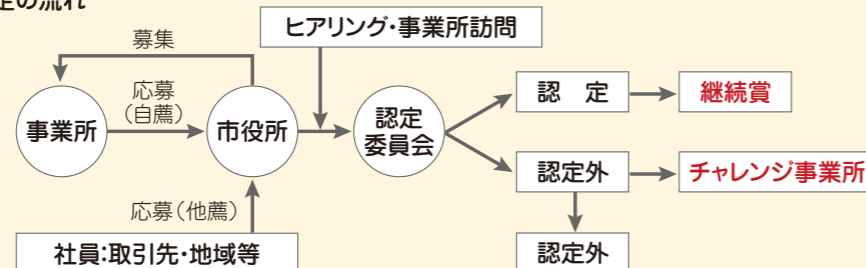 定の流れ
ヒアリング・事業所訪問
募集
応募
(自薦)
事業所
市役所
認定
委員会
認　定
継続賞
認定外
チャレンジ事業所
応募(他薦)
社員:取引先・地域等
認定外